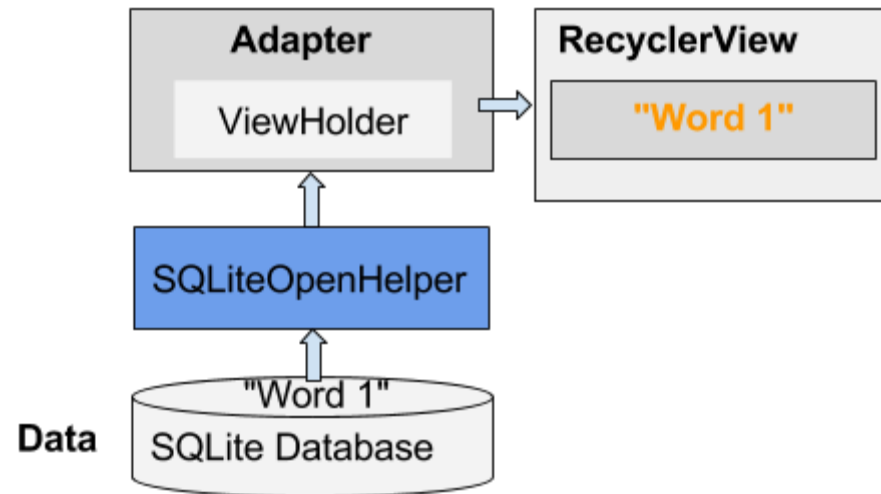 Adapter
ViewHolder
RecyclerView
"Word 1"
SQLiteOpenHelper
"Word 1"
Data
SQLite Database